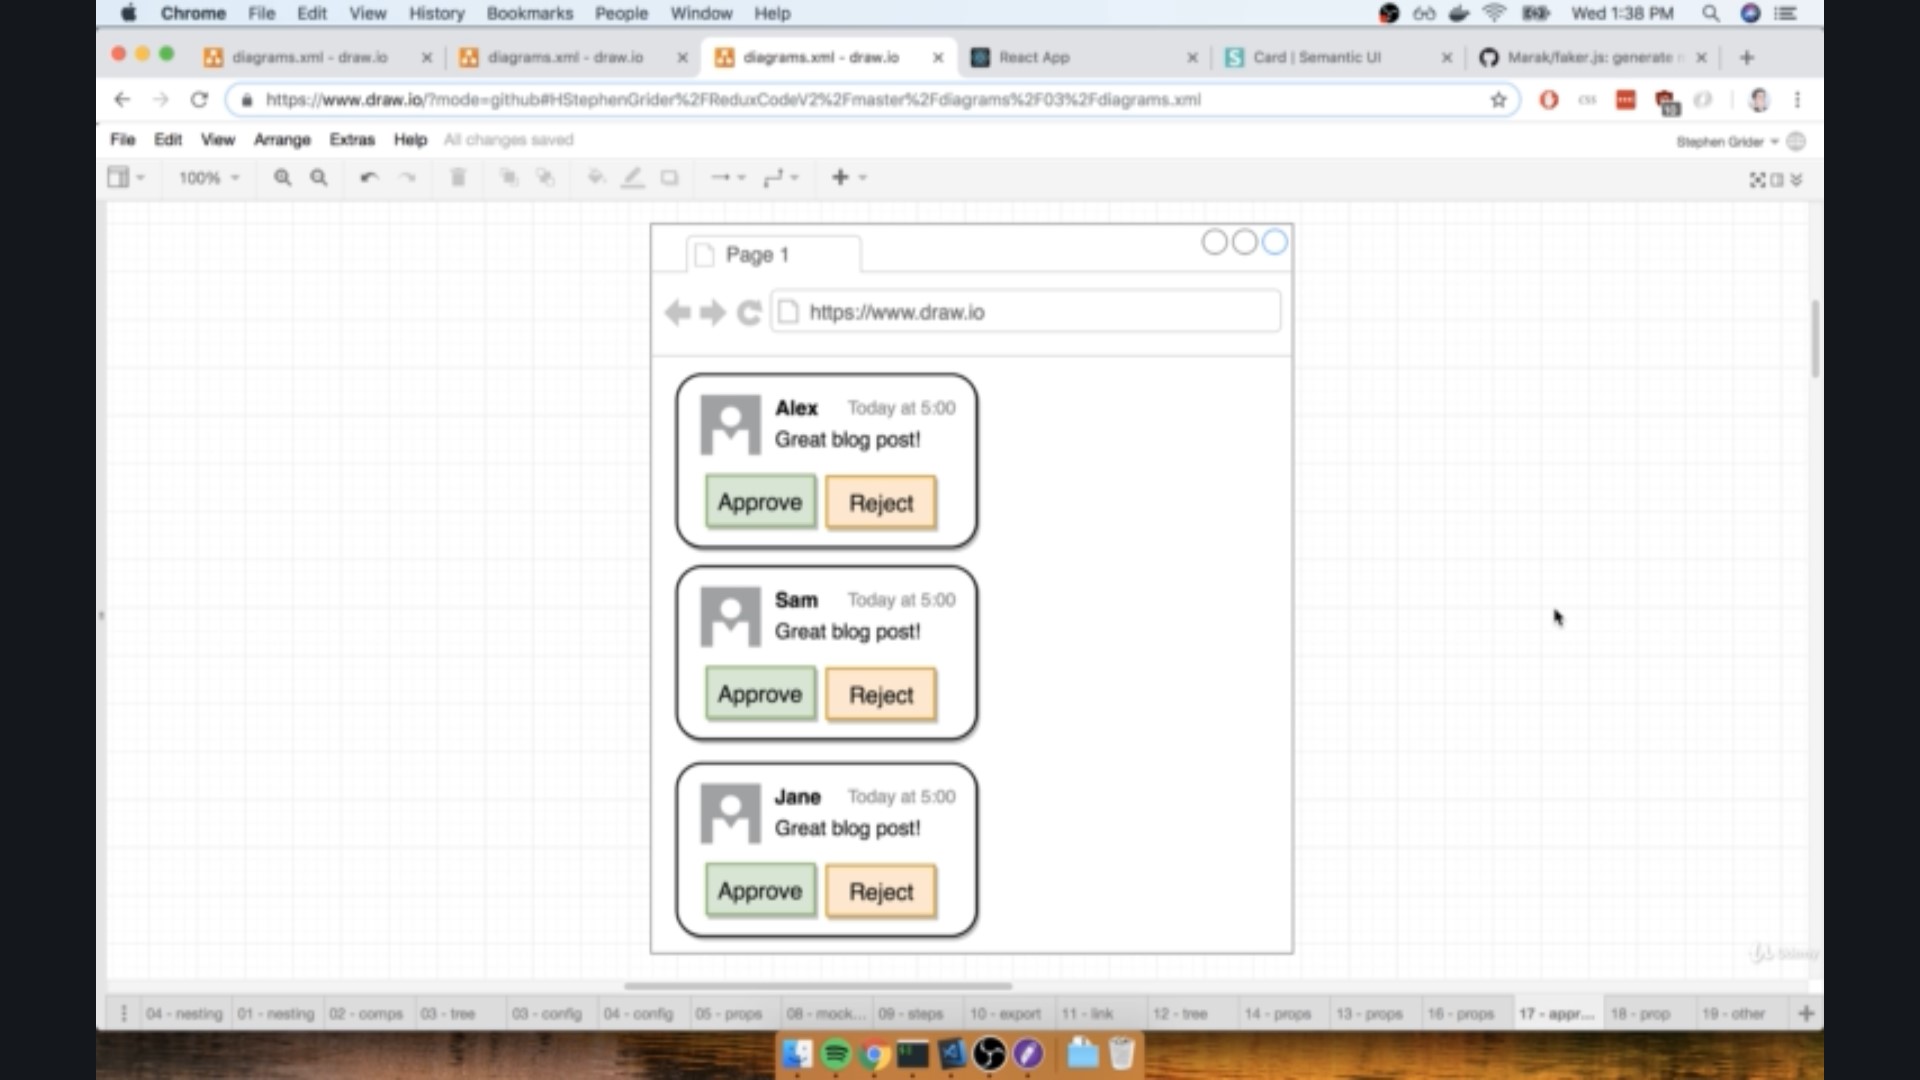 Chrome File Edit View History Bookmarks People Window Help Wed 1:38 PM
diagrams.xml - draw.io diagrams.xml - draw.io diagrams.xml - draw.io React App Card | Semantic UI Marak/faker.js: generate
https://www.draw.io/?mode=github#HStephenGrider%2FReduxCodeV2%2Fmaster%2Fdiagrams%2F03%2Fdiagrams.xml
File Edit View Arrange Extras Help All changes saved Stephen Grider
100%
Page 1
https://www.draw.io
Alex Today at 5:00
Great blog post!
Approve Reject
Sam Today at 5:00
Great blog post!
Approve Reject
Jane Today at 5:00
Great blog post!
Approve Reject
04 - nesting 01 - nesting 02 - comps 03 - tree 03 - config 04 - config 05 - props 08 - mock... 09 - steps 10 - export 11 - link 12 - tree 14 - props 13 - props 16 - props 17 - appr... 18 - prop 19 - other